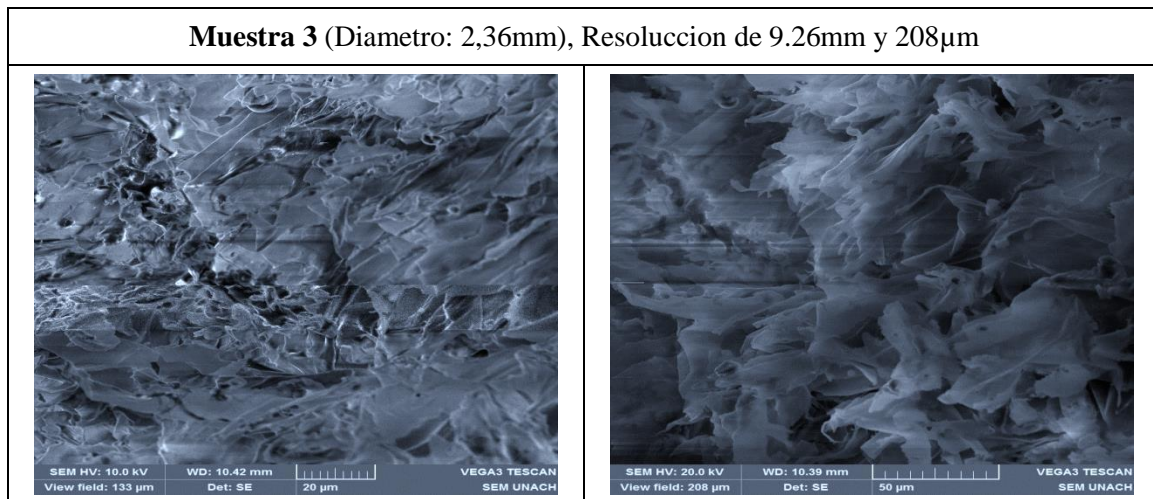 Muestra 3 (Diametro: 2,36mm), Resoluccion de 9.26mm y 208µm
SEM HV: 10.0 kV WD: 10.42 mm VEGA3 TESCAN
View field: 133 µm Det: SE 20 µm SEM UNACH
SEM HV: 20.0 kV WD: 10.39 mm VEGA3 TESCAN
View field: 208 µm Det: SE 50 µm SEM UNACH